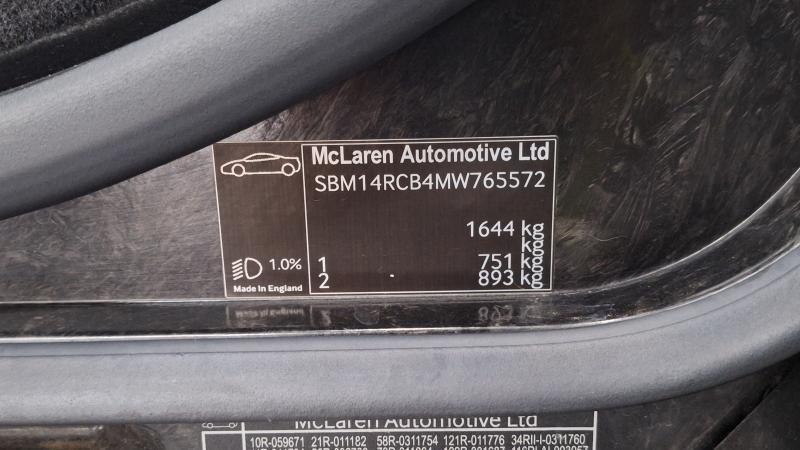 McLaren Automotive Ltd
SBM14RCB4MW765572
1644 kg
kg
1.0% 1 751 kg
2 893 kg
Made in England
McLaren Automotive Ltd
10R-059671 21R-011182 58R-0311754 121R-011776 34RII-I-0311760